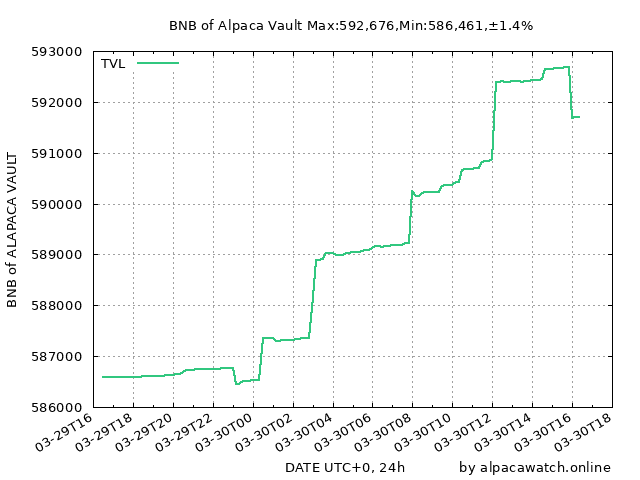 BNB of Alpaca Vault Max:592,676,Min:586,461,±1.4%
TVL
593000
592000
591000
590000
589000
588000
587000
586000
BNB of ALAPACA VAULT
03-29T16
03-29T18
03-29T20
03-29T22
03-30T00
03-30T02
03-30T04
03-30T06
03-30T08
03-30T10
03-30T12
03-30T14
03-30T16
03-30T18
DATE UTC+0, 24h
by alpacawatch.online